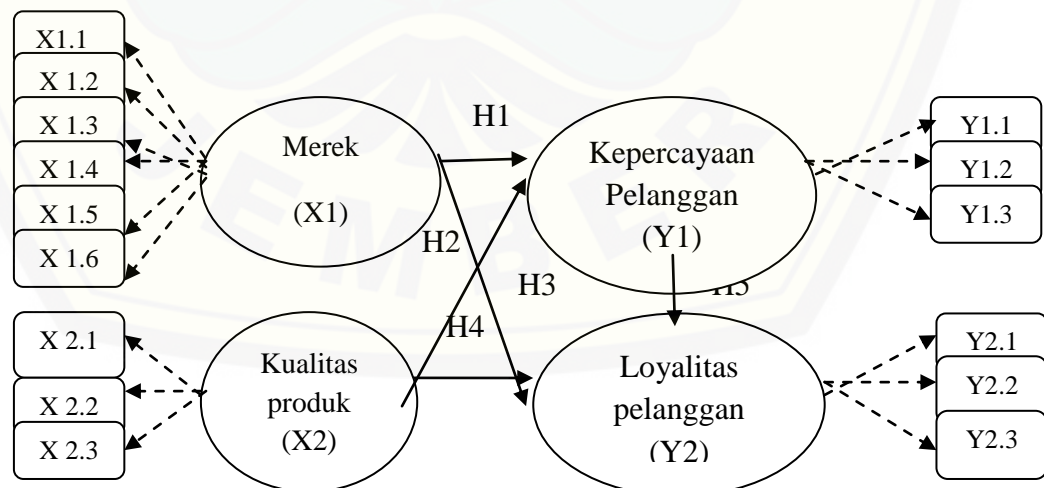 X1.1
X 1.2
X 1.3
X 1.4
X 1.5
X 1.6
Merek
(X1)
H1
Kepercayaan
Pelanggan
(Y1)
Y1.1
Y1.2
Y1.3
H2
H3
H4
H5
X 2.1
X 2.2
X 2.3
Kualitas
produk
(X2)
Loyalitas
pelanggan
(Y2)
Y2.1
Y2.2
Y2.3